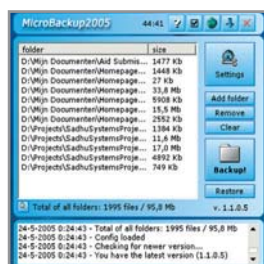 MicroBackup2005 44:41
folder size
D:\Mijn Documenten\Aid Submis... 1477 Kb
D:\Mijn Documenten\Homepage... 1448 Kb
D:\Mijn Documenten\Homepage... 27 Kb
D:\Mijn Documenten\Homepage... 33,8 Mb
D:\Mijn Documenten\Homepage... 5908 Kb
D:\Mijn Documenten\Homepage... 15,5 Mb
D:\Mijn Documenten\Homepage... 2552 Kb
D:\Projects\SadhuSystemsProje... 1384 Kb
D:\Projects\SadhuSystemsProje... 11,6 Mb
D:\Projects\SadhuSystemsProje... 17,0 Mb
D:\Projects\SadhuSystemsProje... 4892 Kb
D:\Projects\SadhuSystemsProje... 749 Kb
Settings
Add folder
Remove
Clear
Backup!
Restore
Total of all folders: 1995 files / 95,8 Mb
v. 1.1.0.5
24-5-2005 0:24:43 - Total of all folders: 1995 files / 95,8 Mb
24-5-2005 0:24:43 - Config loaded
24-5-2005 0:24:43 - Checking for newer version...
24-5-2005 0:24:43 - You have the latest version (1.1.0.5)